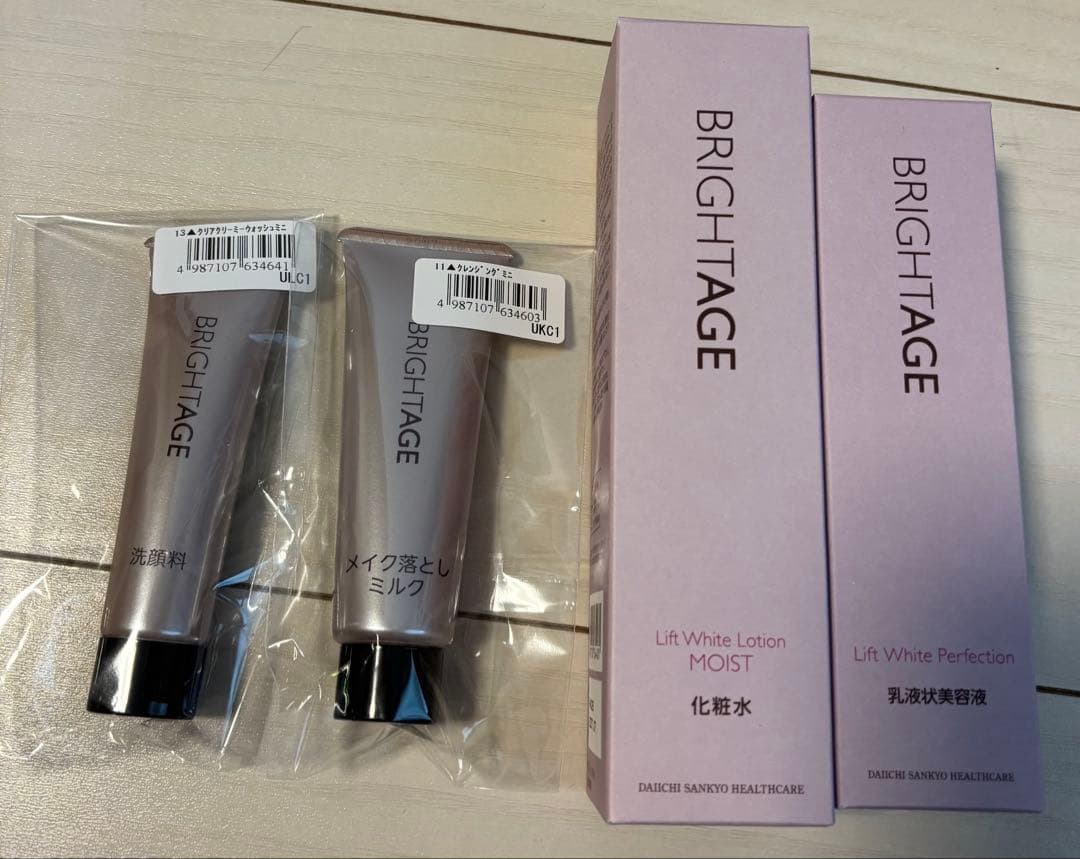 13▲クリアクリーミーウォッシュミニ
4 987107 634641
ULC1
BRIGHTAGE
洗顔料
11▲クレンジングミニ
4 987107 634603
UKC1
BRIGHTAGE
メイク落とし
ミルク
BRIGHTAGE
Lift White Lotion
MOIST
化粧水
DAIICHI SANKYO HEALTHCARE
BRIGHTAGE
Lift White Perfection
乳液状美容液
DAIICHI SANKYO HEALTHCARE